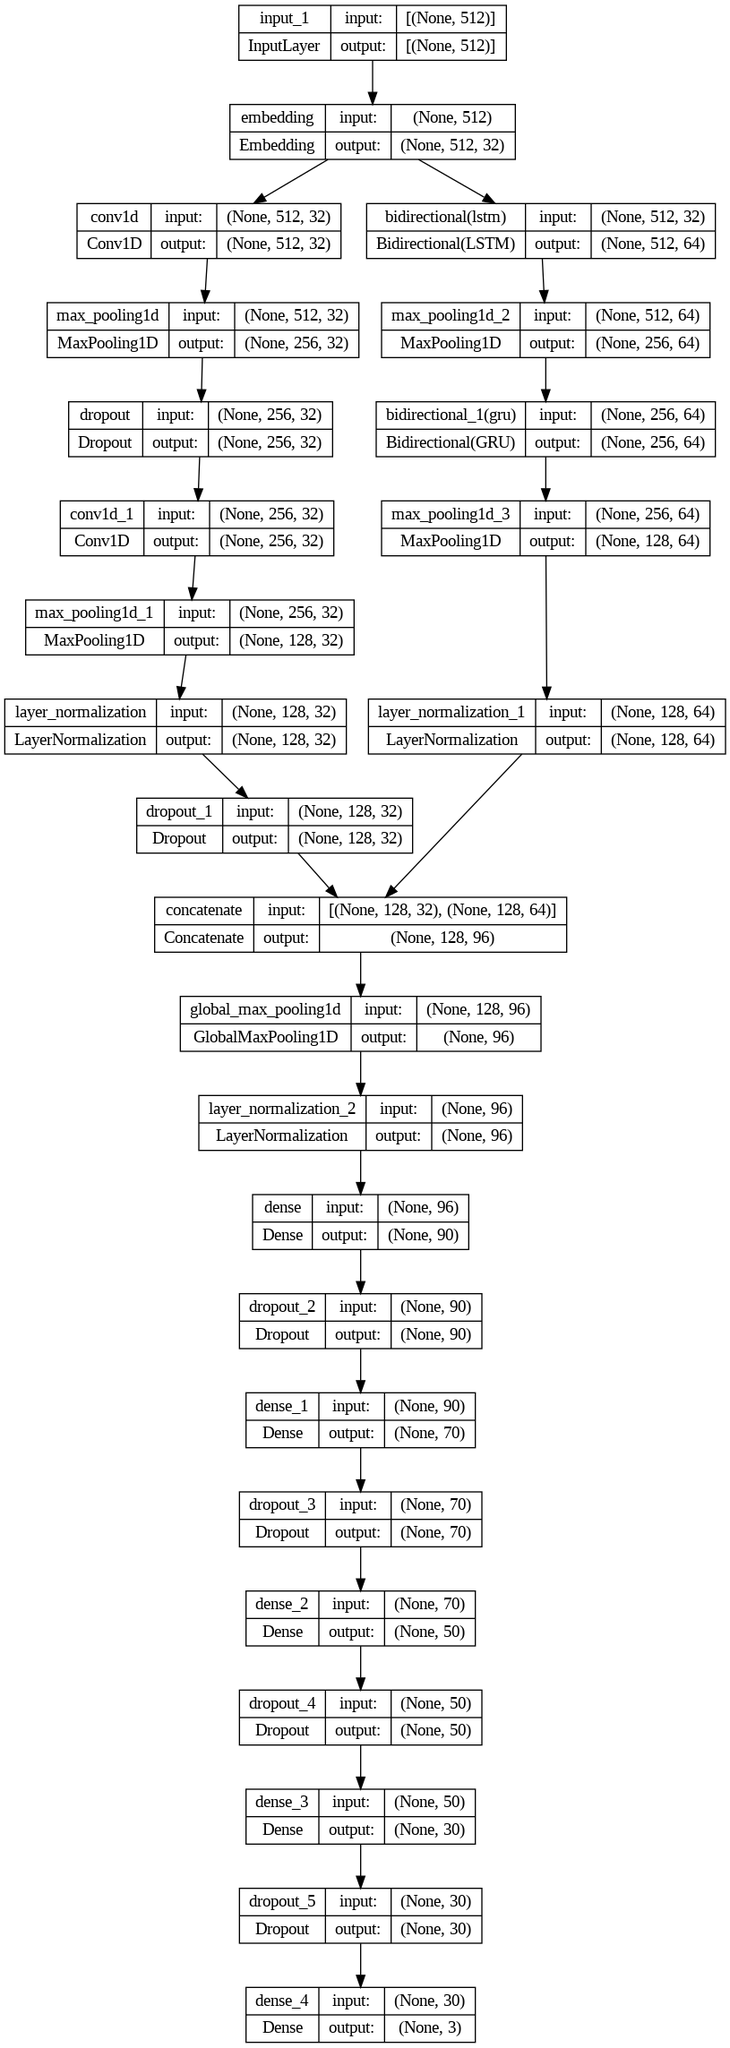 input_1 input: [(None, 512)]
InputLayer output: [(None, 512)]
embedding input: (None, 512)
Embedding output: (None, 512, 32)
conv1d input: (None, 512, 32)
Conv1D output: (None, 512, 32)
bidirectional(lstm) input: (None, 512, 32)
Bidirectional(LSTM) output: (None, 512, 64)
max_pooling1d input: (None, 512, 32)
MaxPooling1D output: (None, 256, 32)
max_pooling1d_2 input: (None, 512, 64)
MaxPooling1D output: (None, 256, 64)
dropout input: (None, 256, 32)
Dropout output: (None, 256, 32)
bidirectional_1(gru) input: (None, 256, 64)
Bidirectional(GRU) output: (None, 256, 64)
conv1d_1 input: (None, 256, 32)
Conv1D output: (None, 256, 32)
max_pooling1d_3 input: (None, 256, 64)
MaxPooling1D output: (None, 128, 64)
max_pooling1d_1 input: (None, 256, 32)
MaxPooling1D output: (None, 128, 32)
layer_normalization input: (None, 128, 32)
LayerNormalization output: (None, 128, 32)
layer_normalization_1 input: (None, 128, 64)
LayerNormalization output: (None, 128, 64)
dropout_1 input: (None, 128, 32)
Dropout output: (None, 128, 32)
concatenate input: [(None, 128, 32), (None, 128, 64)]
Concatenate output: (None, 128, 96)
global_max_pooling1d input: (None, 128, 96)
GlobalMaxPooling1D output: (None, 96)
layer_normalization_2 input: (None, 96)
LayerNormalization output: (None, 96)
dense input: (None, 96)
Dense output: (None, 90)
dropout_2 input: (None, 90)
Dropout output: (None, 90)
dense_1 input: (None, 90)
Dense output: (None, 70)
dropout_3 input: (None, 70)
Dropout output: (None, 70)
dense_2 input: (None, 70)
Dense output: (None, 50)
dropout_4 input: (None, 50)
Dropout output: (None, 50)
dense_3 input: (None, 50)
Dense output: (None, 30)
dropout_5 input: (None, 30)
Dropout output: (None, 30)
dense_4 input: (None, 30)
Dense output: (None, 3)